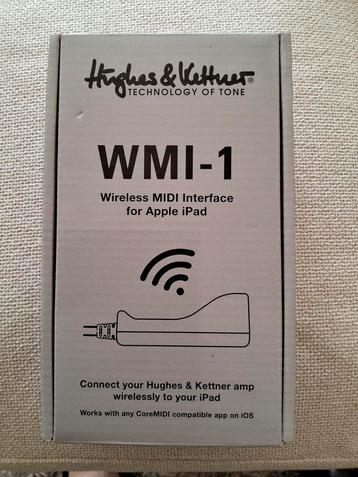 Hughes & Kettner®
TECHNOLOGY OF TONE
WMI-1
Wireless MIDI Interface
for Apple iPad
Connect your Hughes & Kettner amp
wirelessly to your iPad
Works with any CoreMIDI compatible app on iOS